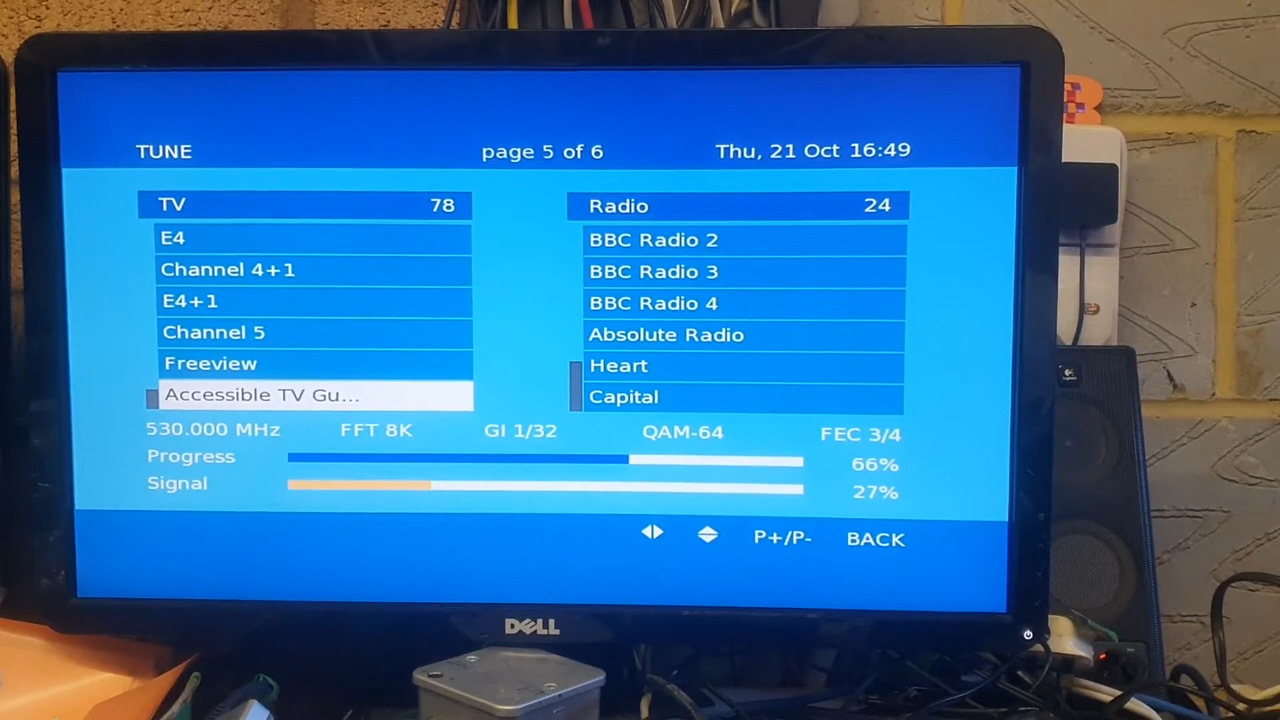 TUNE page 5 of 6 Thu, 21 Oct 16:49
TV 78
E4
Channel 4+1
E4+1
Channel 5
Freeview
Accessible TV Gu...
Radio 24
BBC Radio 2
BBC Radio 3
BBC Radio 4
Absolute Radio
Heart
Capital
530.000 MHz FFT 8K GI 1/32 QAM-64 FEC 3/4
Progress 66%
Signal 27%
P+/P- BACK
DELL